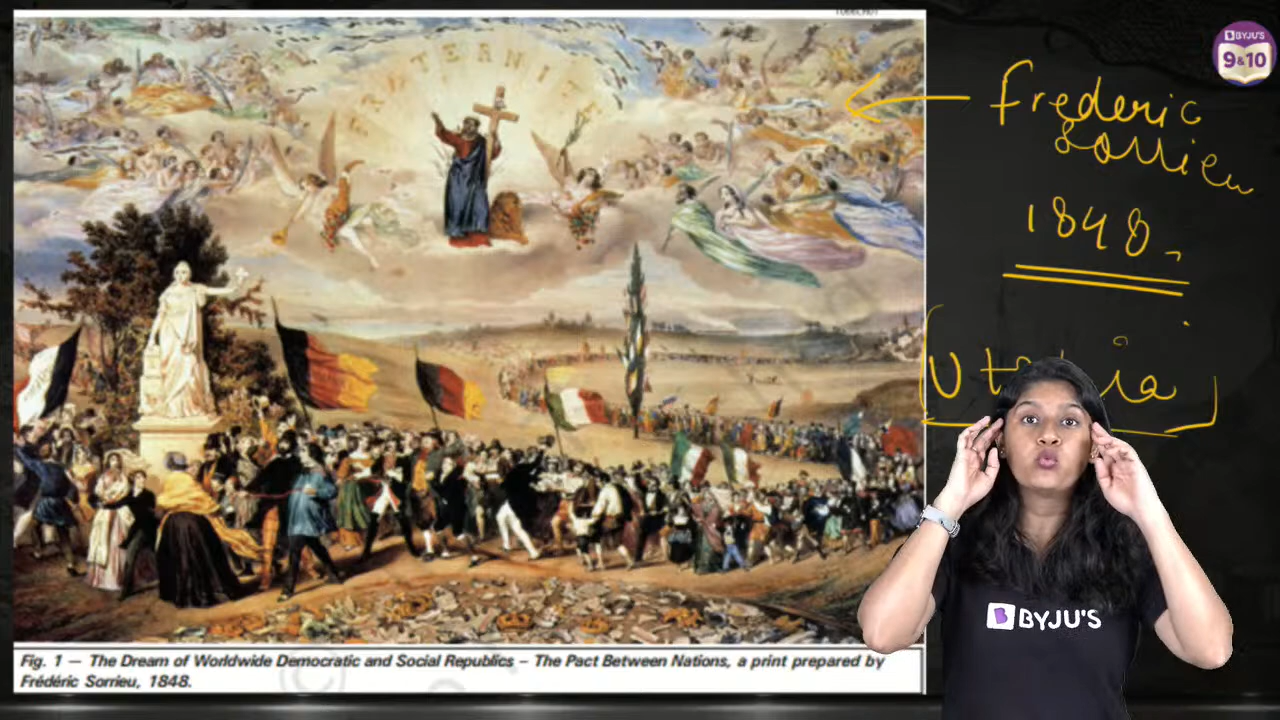 FRATERNITE
BYJU'S
9&10
Frederic
Sorrieu
1848
BYJU'S
Fig. 1 — The Dream of Worldwide Democratic and Social Republics – The Pact Between Nations, a print prepared by
Frédéric Sorrieu, 1848.